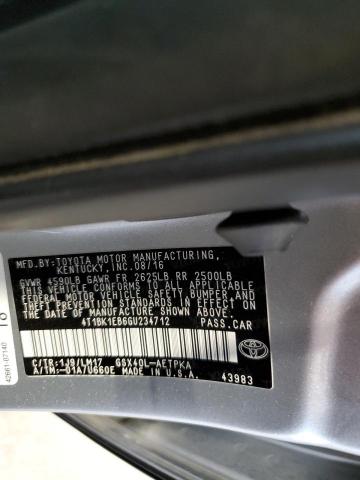 MFD.BY:TOYOTA MOTOR MANUFACTURING,
KENTUCKY,INC.08/16
GVWR 4590LB GAWR FR 2625LB RR 2500LB
THIS VEHICLE CONFORMS TO ALL APPLICABLE
FEDERAL MOTOR VEHICLE SAFETY,BUMPER AND
THEFT PREVENTION STANDARDS IN EFFECT ON
THE DATE OF MANUFACTURE SHOWN ABOVE.
4T1BK1EB6GU234712 PASS.CAR
C/TR:1J9/LM17 GSX40L-AETPKA
A/TM:-01A/U660E MADE IN U.S.A.
43983
42661-07140